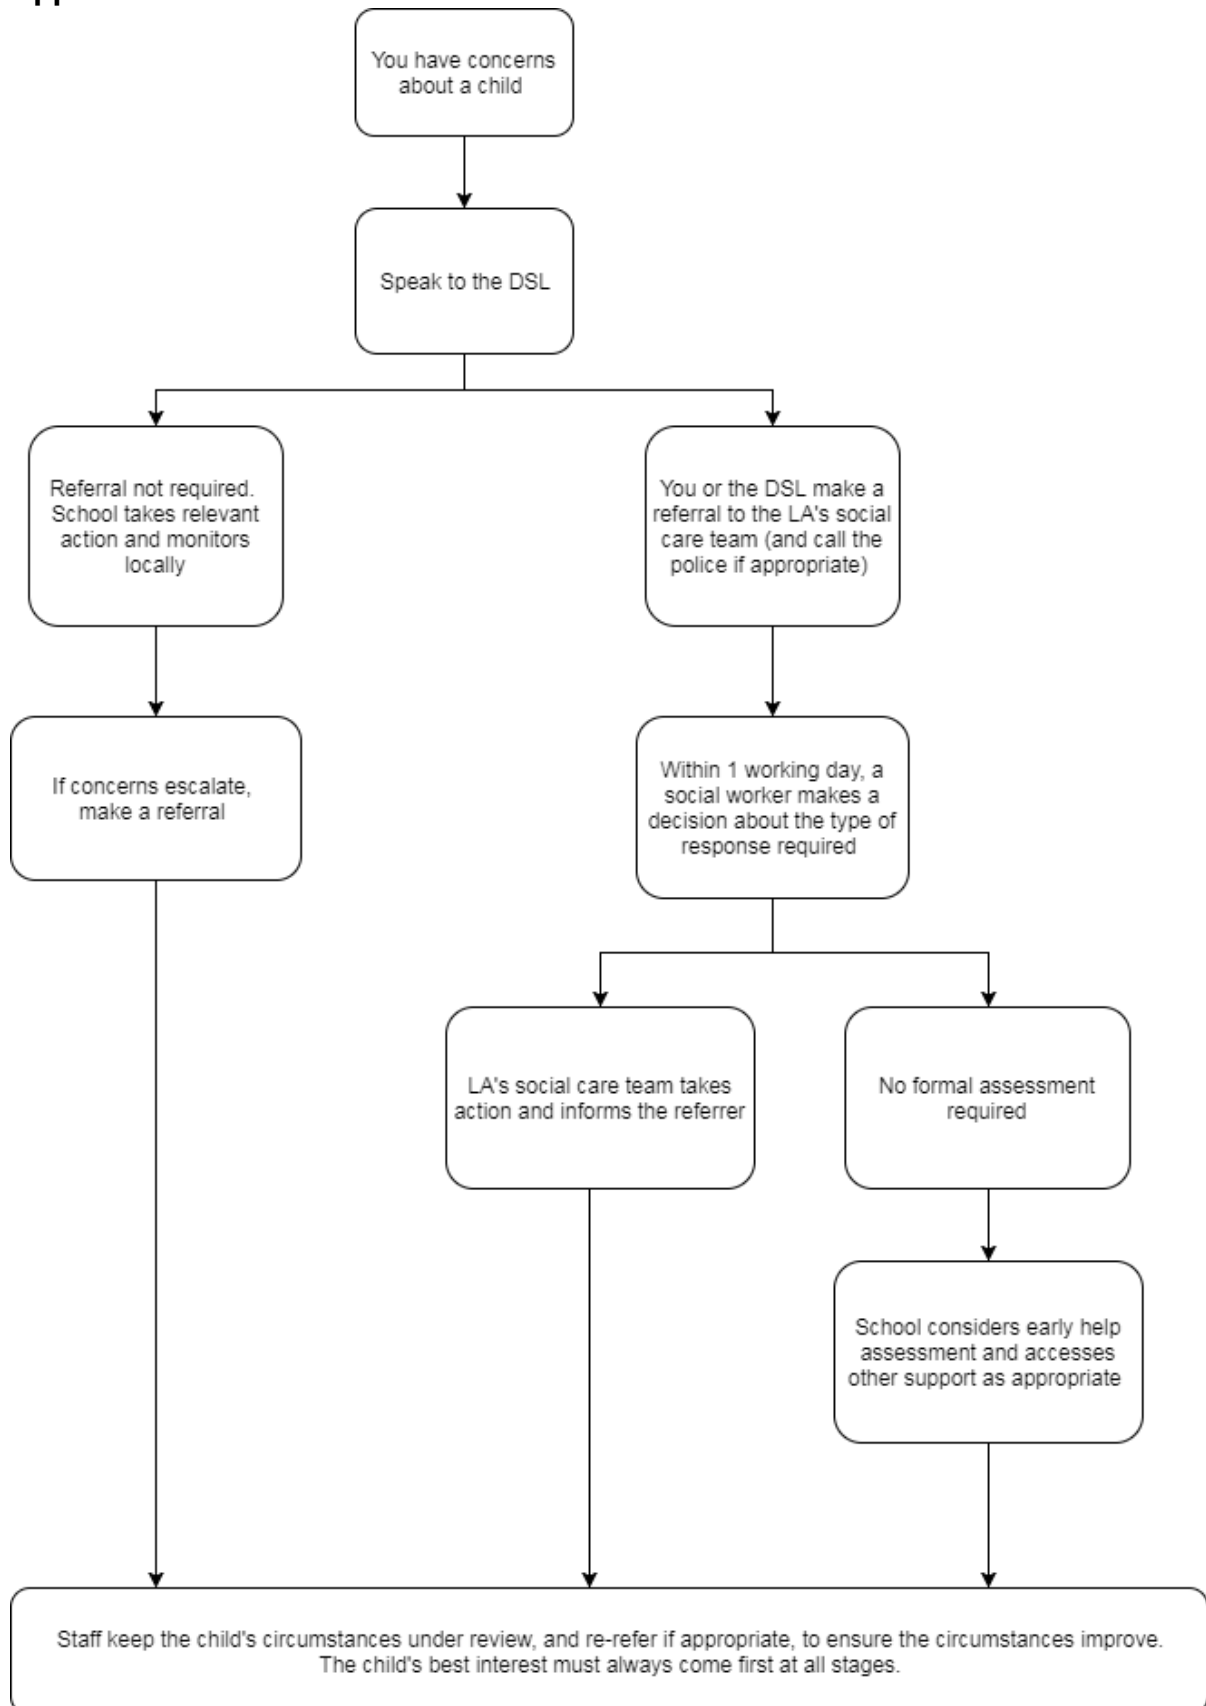 You have concerns
about a child
Speak to the DSL
Referral not required.
School takes relevant
action and monitors
locally
You or the DSL make a
referral to the LA's social
care team (and call the
police if appropriate)
If concerns escalate,
make a referral
Within 1 working day, a
social worker makes a
decision about the type of
response required
LA's social care team takes
action and informs the referrer
No formal assessment
required
School considers early help
assessment and accesses
other support as appropriate
Staff keep the child's circumstances under review, and re-refer if appropriate, to ensure the circumstances improve.
The child's best interest must always come first at all stages.